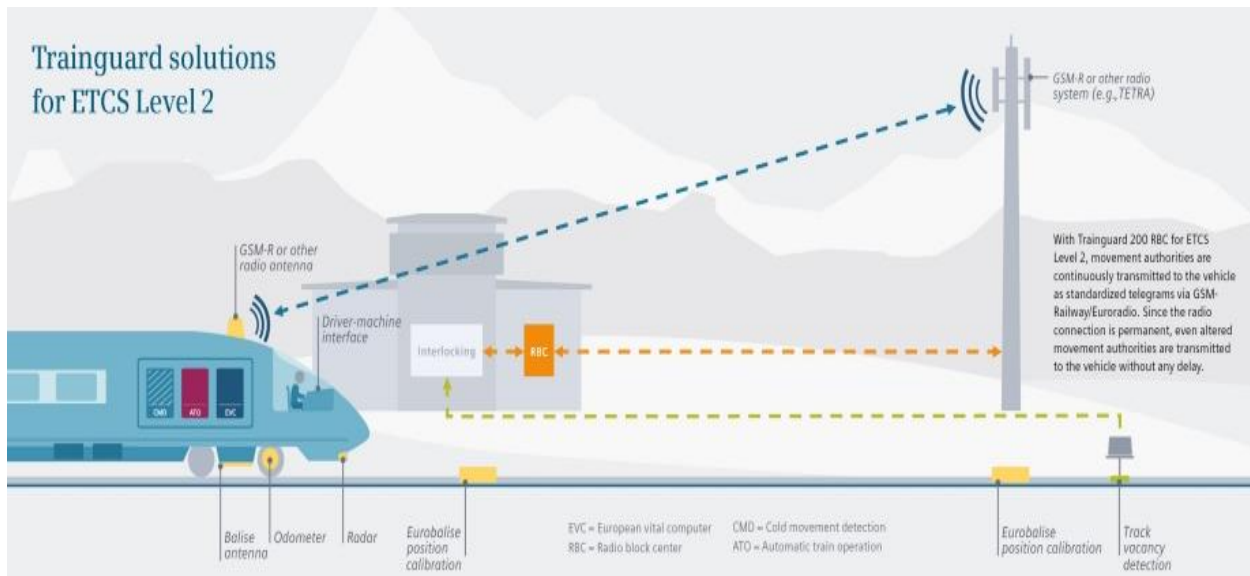 Trainguard solutions
for ETCS Level 2
GSM-R or other radio
system (e.g.,TETRA)
GSM-R or other
radio antenna
Driver-machine
interface
With Trainguard 200 RBC for ETCS
Level 2, movement authorities are
continuously transmitted to the vehicle
as standardized telegrams via GSM-
Railway/Euroradio. Since the radio
connection is permanent, even altered
movement authorities are transmitted
to the vehicle without any delay.
Interlocking
RBC
CMD
ATO
EVC
Balise
antenna
Odometer
Radar
Eurobalise
position
calibration
EVC = European vital computer
RBC = Radio block center
CMD = Cold movement detection
ATO = Automatic train operation
Eurobalise
position calibration
Track
vacancy
detection